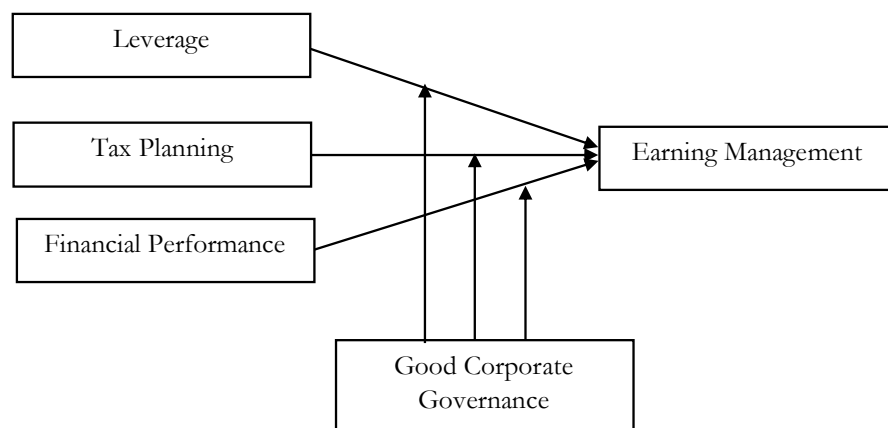 Leverage
Tax Planning
Earning Management
Financial Performance
Good Corporate
Governance